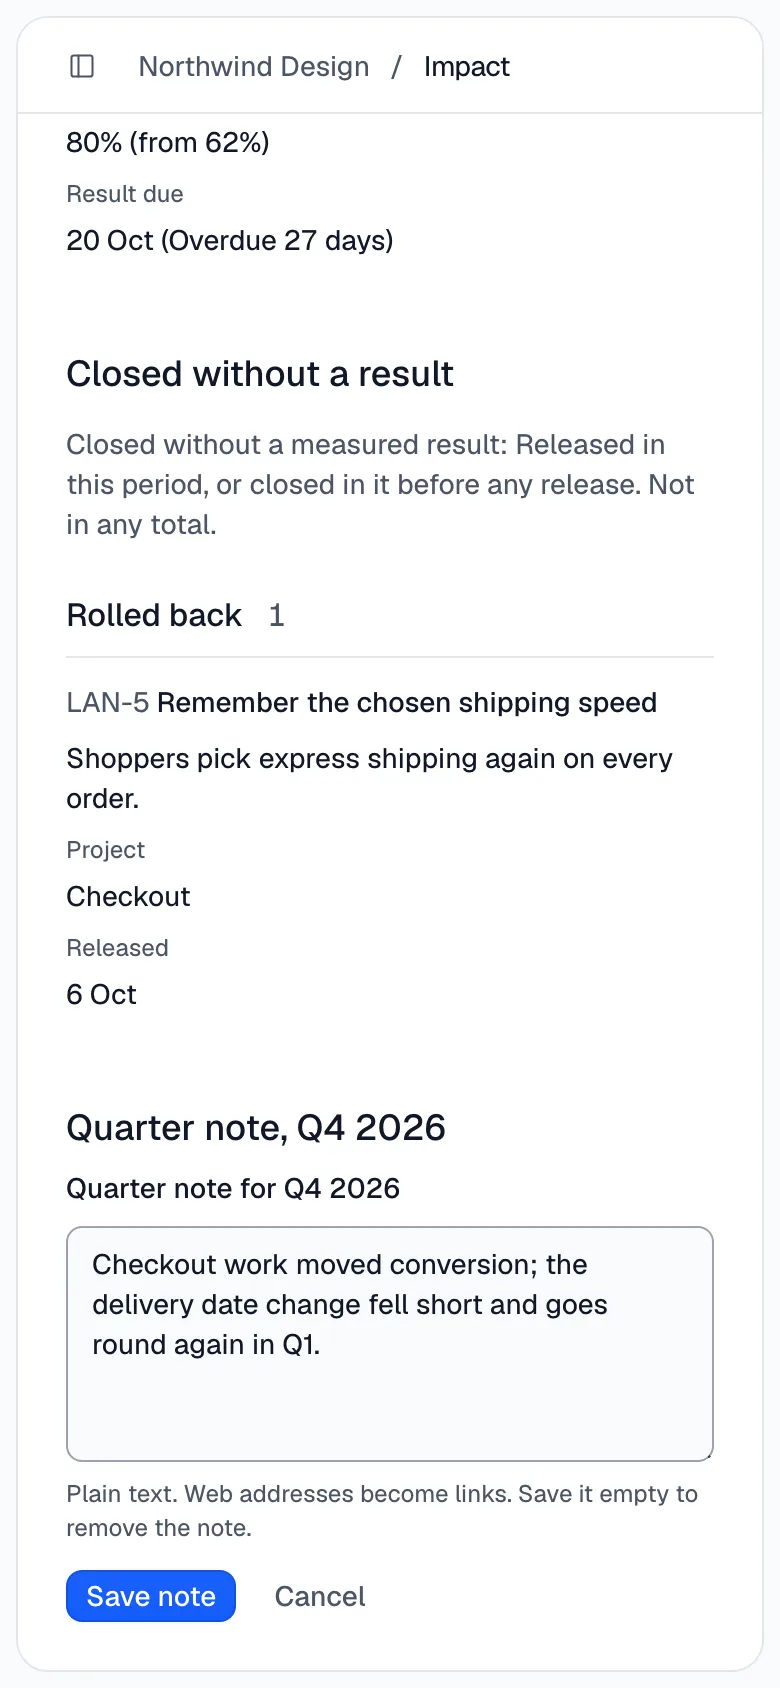 Northwind Design / Impact
80% (from 62%)
Result due
20 Oct (Overdue 27 days)
Closed without a result
Closed without a measured result: Released in
this period, or closed in it before any release. Not
in any total.
Rolled back 1
LAN-5 Remember the chosen shipping speed
Shoppers pick express shipping again on every
order.
Project
Checkout
Released
6 Oct
Quarter note, Q4 2026
Quarter note for Q4 2026
Checkout work moved conversion; the
delivery date change fell short and goes
round again in Q1.
Plain text. Web addresses become links. Save it empty to
remove the note.
Save note Cancel